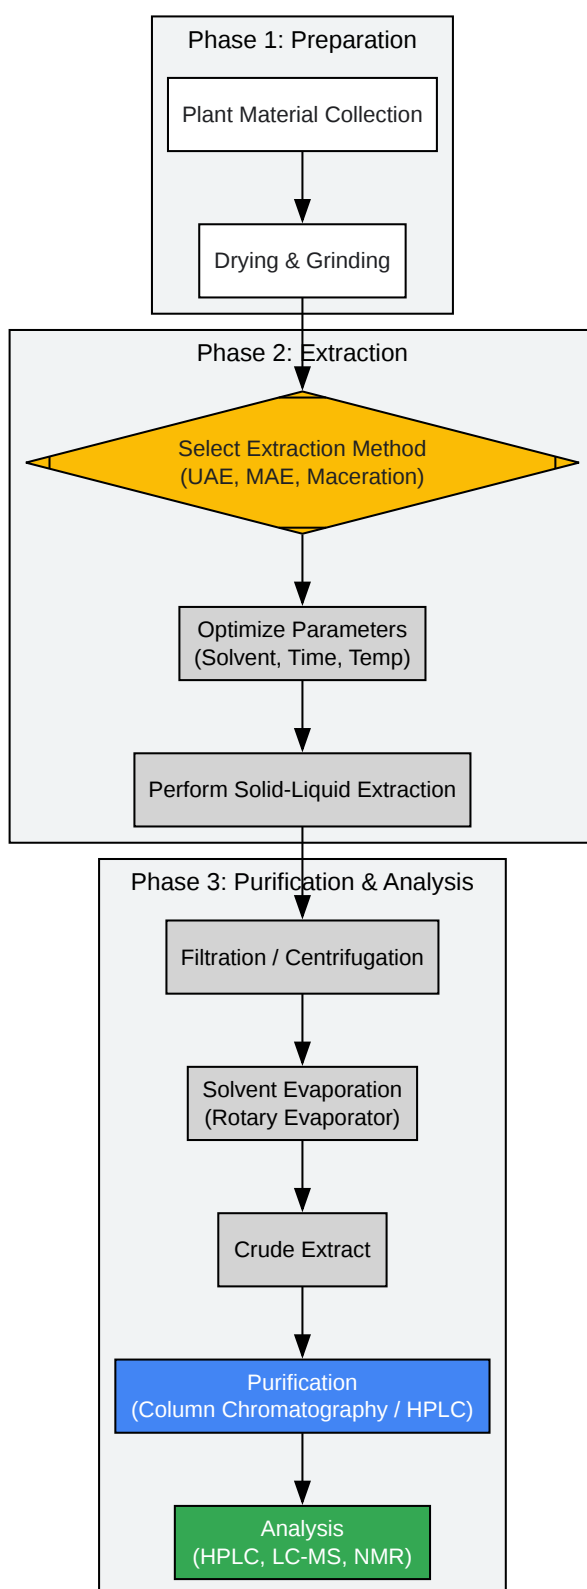 Phase 1: Preparation
Plant Material Collection
Drying & Grinding
Phase 2: Extraction
Select Extraction Method
(UAE, MAE, Maceration)
Optimize Parameters
(Solvent, Time, Temp)
Perform Solid-Liquid Extraction
Phase 3: Purification & Analysis
Filtration / Centrifugation
Solvent Evaporation
(Rotary Evaporator)
Crude Extract
Purification
(Column Chromatography / HPLC)
Analysis
(HPLC, LC-MS, NMR)